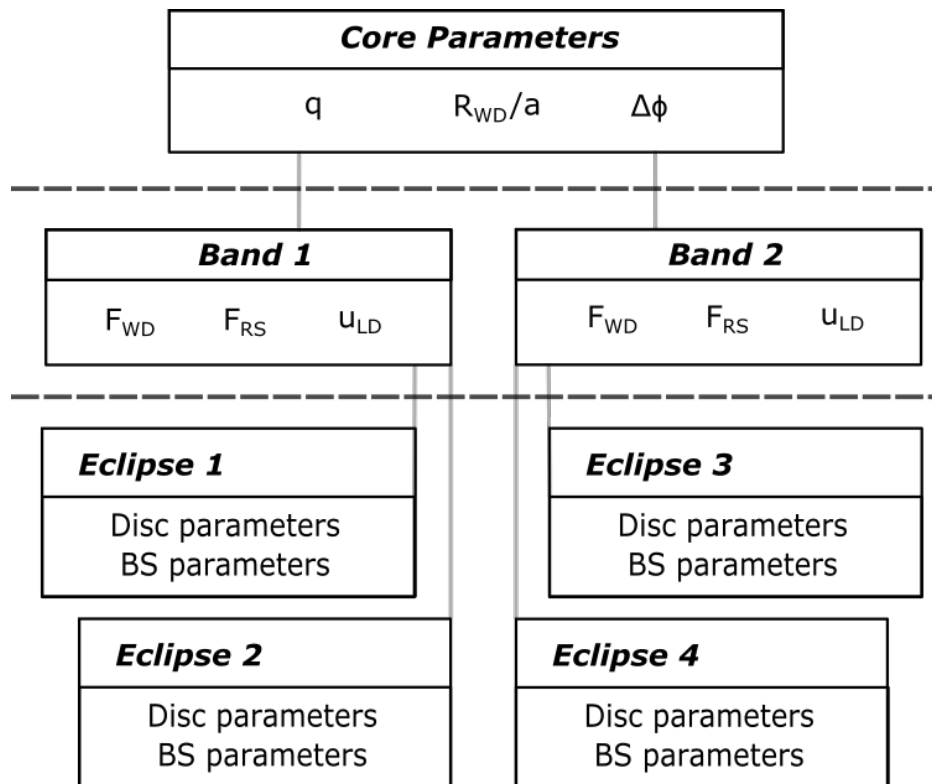 Core Parameters
q R_WD/a Δϕ
Band 1 Band 2
F_WD F_RS u_LD F_WD F_RS u_LD
Eclipse 1 Eclipse 3
Disc parameters Disc parameters
BS parameters BS parameters
Eclipse 2 Eclipse 4
Disc parameters Disc parameters
BS parameters BS parameters